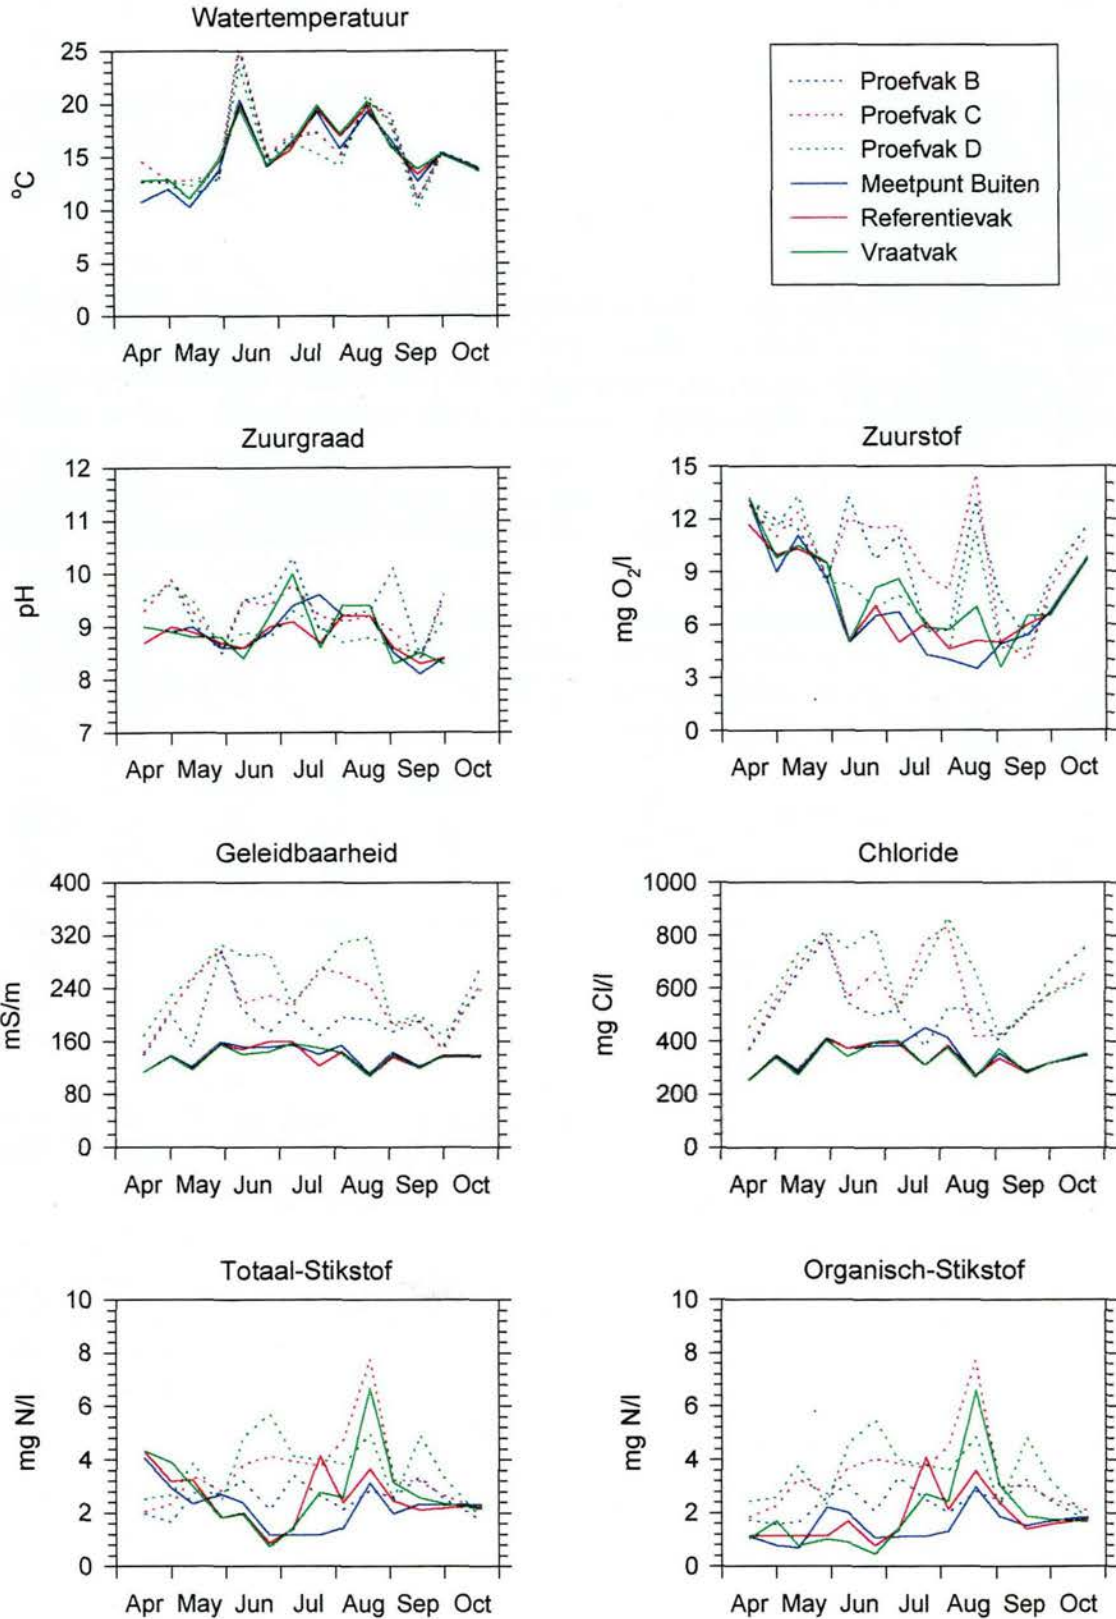 Watertemperatuur
25
20
15
10
5
0
°C
Apr May Jun Jul Aug Sep Oct
Proefvak B
Proefvak C
Proefvak D
Meetpunt Buiten
Referentievak
Vraatvak
Zuurgraad
12
11
10
9
8
7
pH
Apr May Jun Jul Aug Sep Oct
Zuurstof
15
12
9
6
3
0
mg O₂/l
Apr May Jun Jul Aug Sep Oct
Geleidbaarheid
400
320
240
160
80
0
mS/m
Apr May Jun Jul Aug Sep Oct
Chloride
1000
800
600
400
200
0
mg Cl/l
Apr May Jun Jul Aug Sep Oct
Totaal-Stikstof
10
8
6
4
2
0
mg N/l
Apr May Jun Jul Aug Sep Oct
Organisch-Stikstof
10
8
6
4
2
0
mg N/l
Apr May Jun Jul Aug Sep Oct